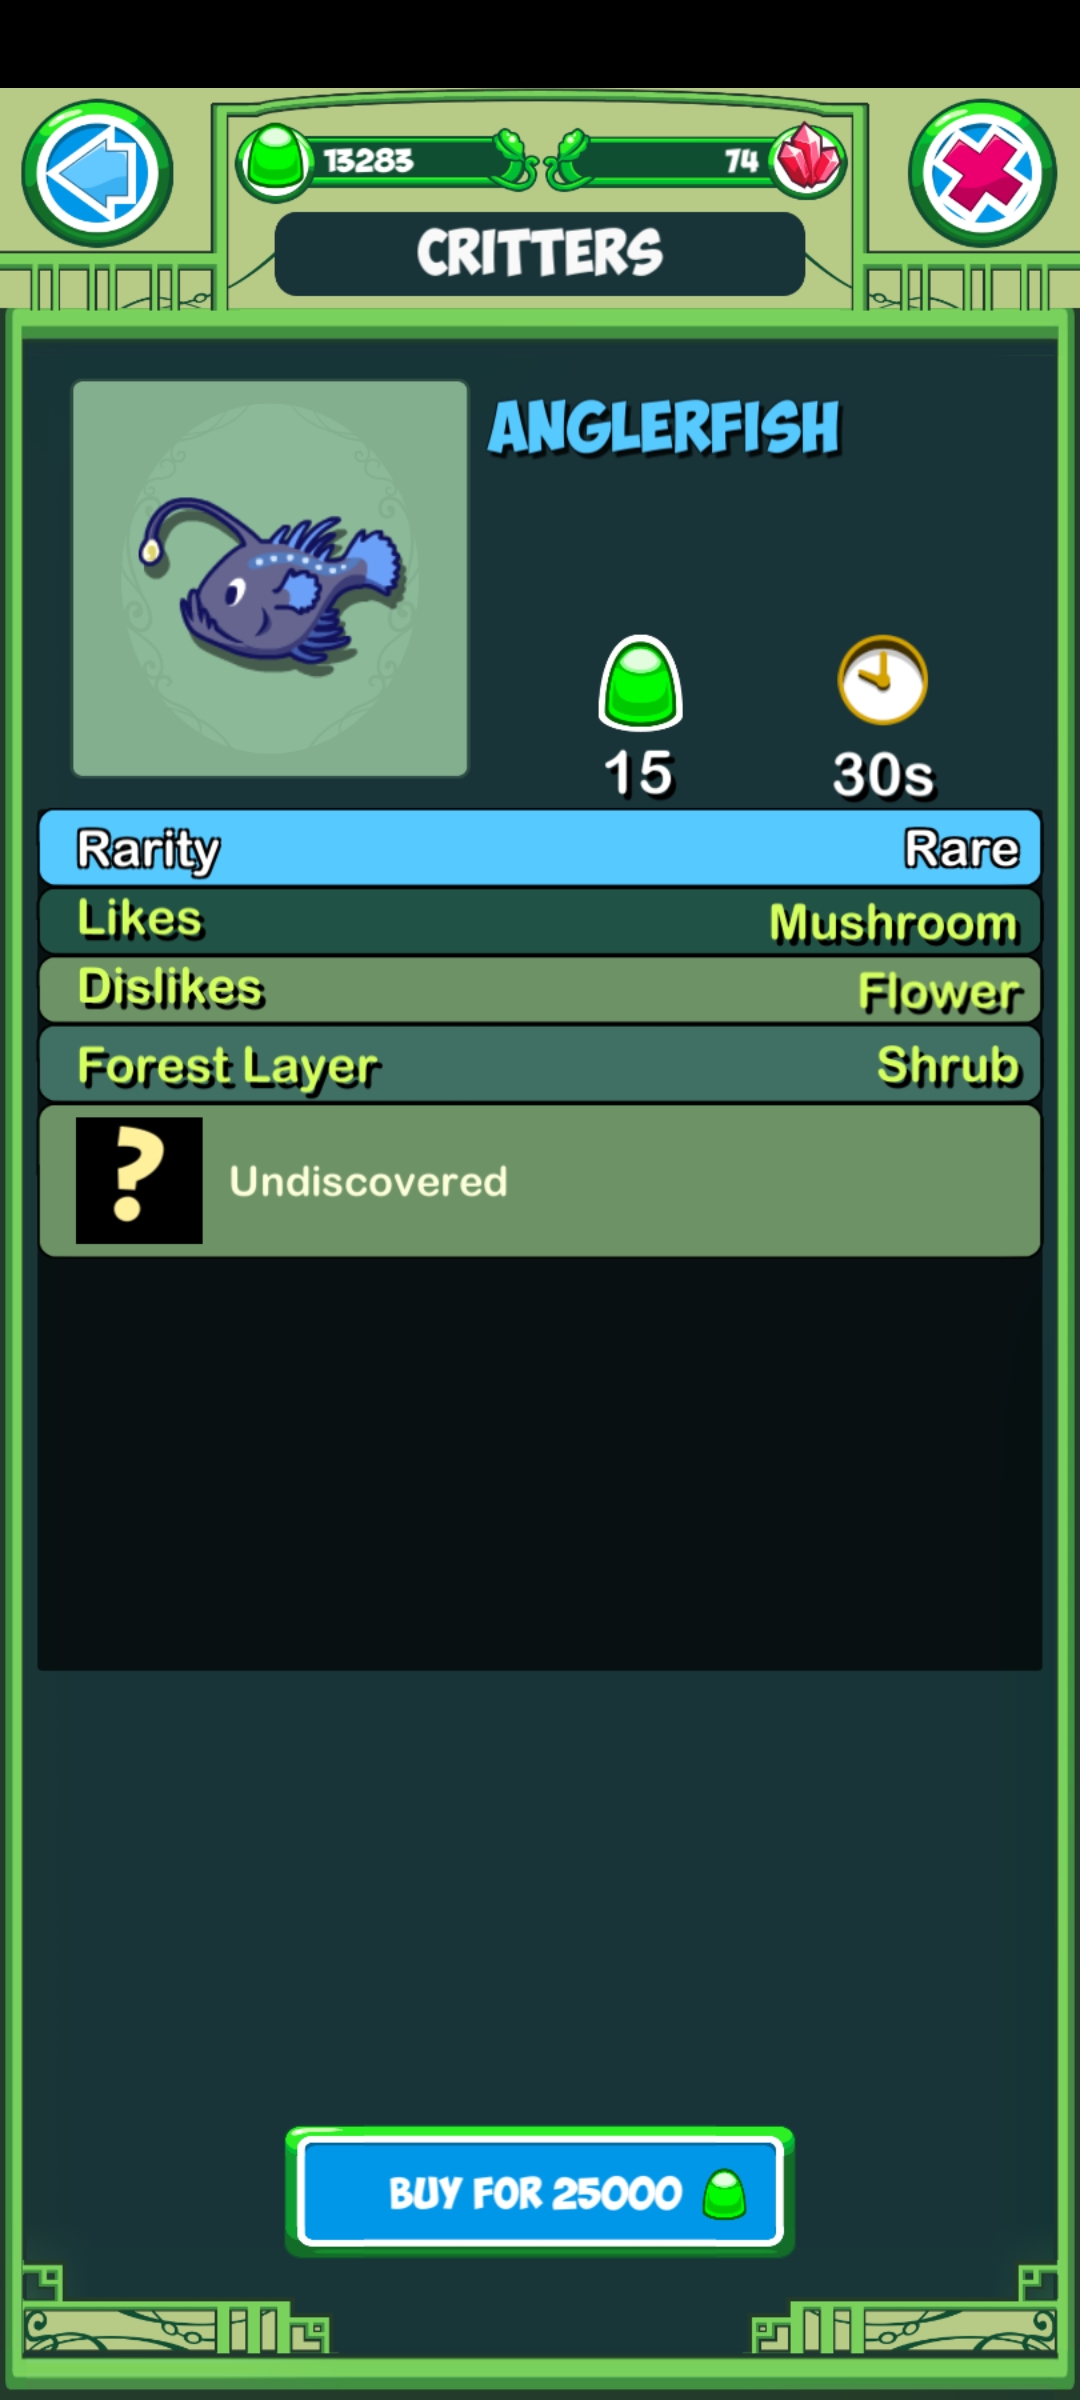 13283
74
CRITTERS
ANGLERFISH
15
30s
Rarity Rare
Likes Mushroom
Dislikes Flower
Forest Layer Shrub
?
Undiscovered
BUY FOR 25000